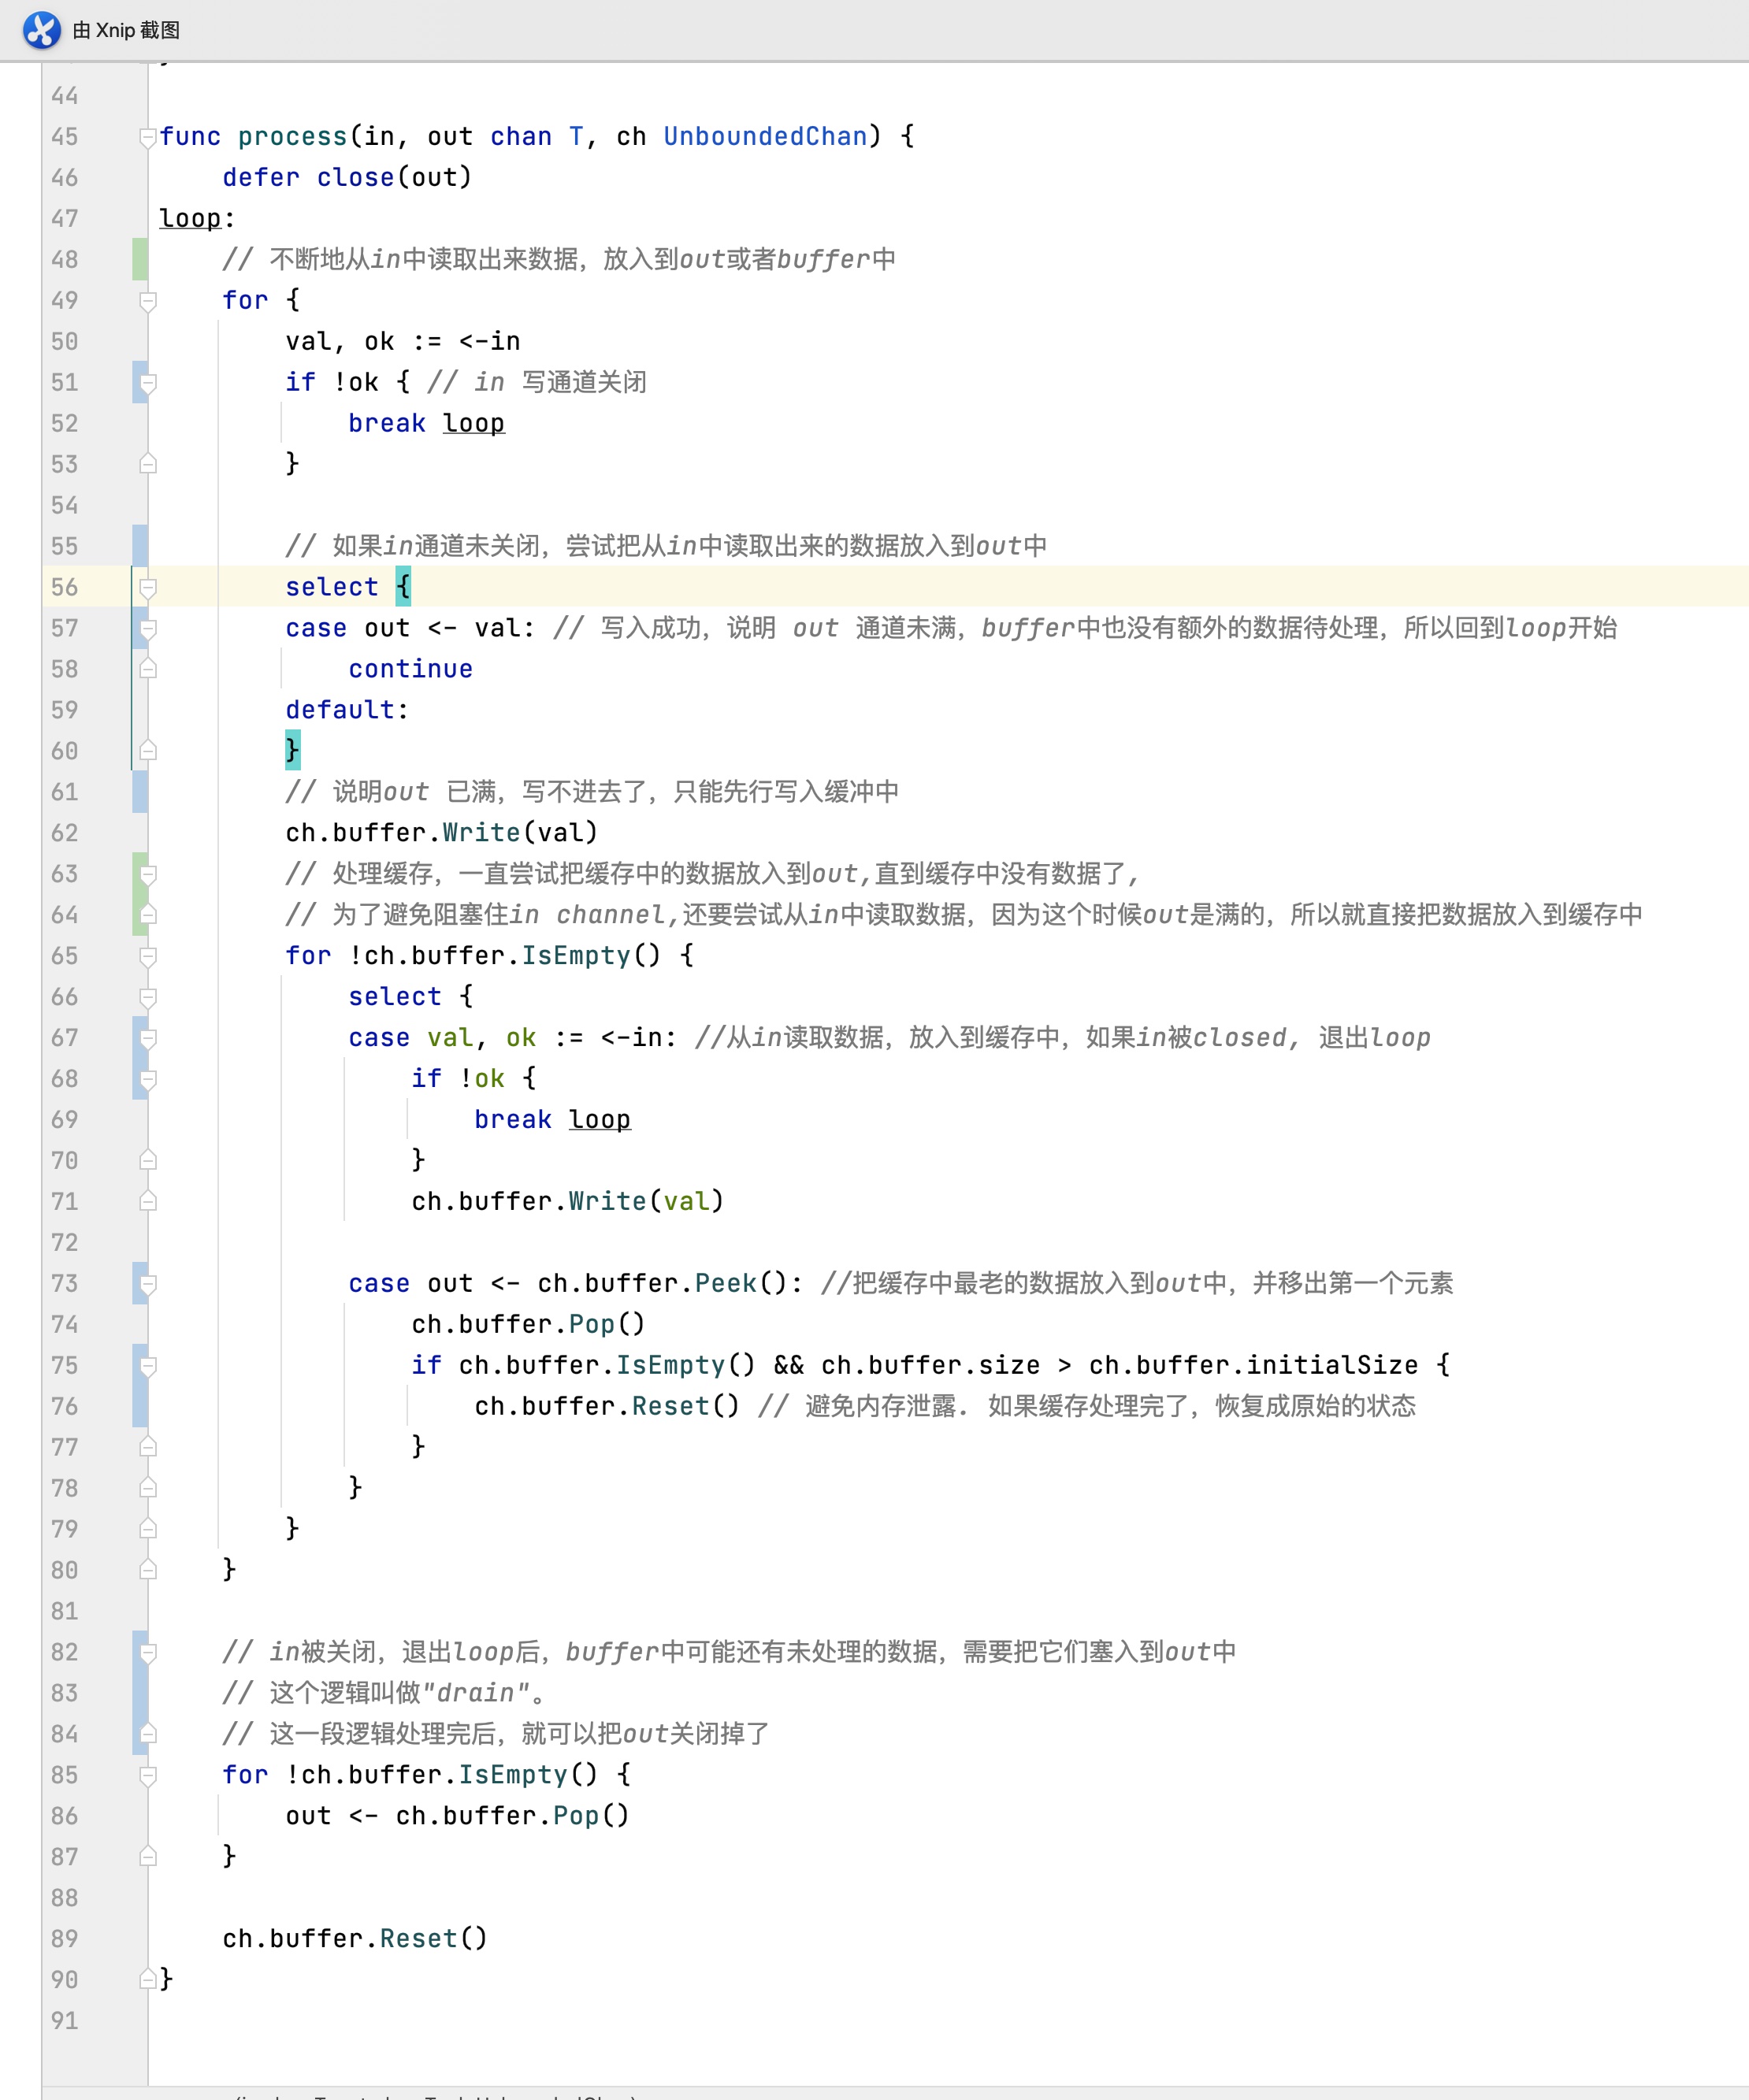 由 Xnip 截图
44
45 func process(in, out chan T, ch UnboundedChan) {
46 defer close(out)
47 loop:
48 // 不断地从in中读取出来数据，放入到out或者buffer中
49 for {
50 val, ok := <-in
51 if !ok { // in 写通道关闭
52 break loop
53 }
54
55 // 如果in通道未关闭，尝试把从in中读取出来的数据放入到out中
56 select {
57 case out <- val: // 写入成功，说明 out 通道未满，buffer中也没有额外的数据待处理，所以回到loop开始
58 continue
59 default:
60 }
61 // 说明out 已满，写不进去了，只能先行写入缓冲中
62 ch.buffer.Write(val)
63 // 处理缓存，一直尝试把缓存中的数据放入到out,直到缓存中没有数据了,
64 // 为了避免阻塞住in channel,还要尝试从in中读取数据，因为这个时候out是满的，所以就直接把数据放入到缓存中
65 for !ch.buffer.IsEmpty() {
66 select {
67 case val, ok := <-in: //从in读取数据，放入到缓存中，如果in被closed, 退出loop
68 if !ok {
69 break loop
70 }
71 ch.buffer.Write(val)
72
73 case out <- ch.buffer.Peek(): //把缓存中最老的数据放入到out中，并移出第一个元素
74 ch.buffer.Pop()
75 if ch.buffer.IsEmpty() && ch.buffer.size > ch.buffer.initialSize {
76 ch.buffer.Reset() // 避免内存泄露. 如果缓存处理完了，恢复成原始的状态
77 }
78 }
79 }
80 }
81
82 // in被关闭，退出loop后，buffer中可能还有未处理的数据，需要把它们塞入到out中
83 // 这个逻辑叫做"drain"。
84 // 这一段逻辑处理完后，就可以把out关闭掉了
85 for !ch.buffer.IsEmpty() {
86 out <- ch.buffer.Pop()
87 }
88
89 ch.buffer.Reset()
90 }
91